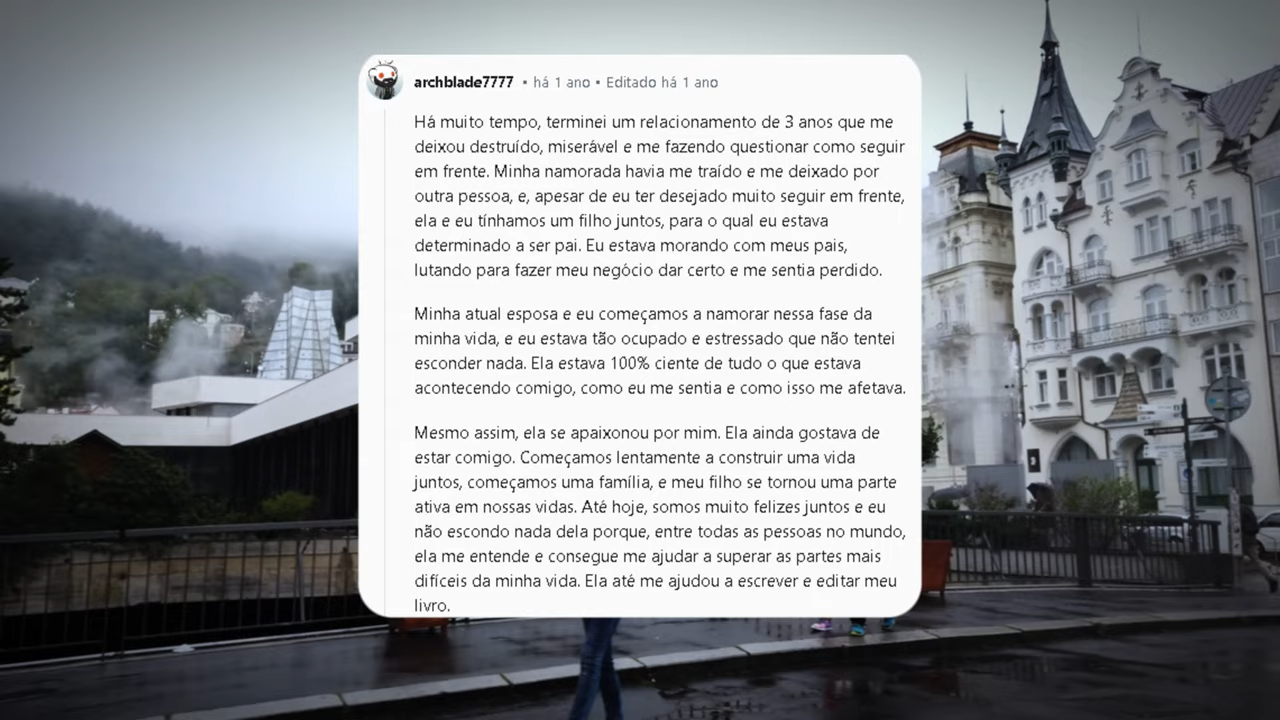 archblade7777 • há 1 ano • Editado há 1 ano
Há muito tempo, terminei um relacionamento de 3 anos que me
deixou destruído, miserável e me fazendo questionar como seguir
em frente. Minha namorada havia me traído e me deixado por
outra pessoa, e, apesar de eu ter desejado muito seguir em frente,
ela e eu tínhamos um filho juntos, para o qual eu estava
determinado a ser pai. Eu estava morando com meus pais,
lutando para fazer meu negócio dar certo e me sentia perdido.
Minha atual esposa e eu começamos a namorar nessa fase da
minha vida, e eu estava tão ocupado e estressado que não tentei
esconder nada. Ela estava 100% ciente de tudo o que estava
acontecendo comigo, como eu me sentia e como isso me afetava.
Mesmo assim, ela se apaixonou por mim. Ela ainda gostava de
estar comigo. Começamos lentamente a construir uma vida
juntos, começamos uma família, e meu filho se tornou uma parte
ativa em nossas vidas. Até hoje, somos muito felizes juntos e eu
não escondo nada dela porque, entre todas as pessoas no mundo,
ela me entende e consegue me ajudar a superar as partes mais
difíceis da minha vida. Ela até me ajudou a escrever e editar meu
livro.